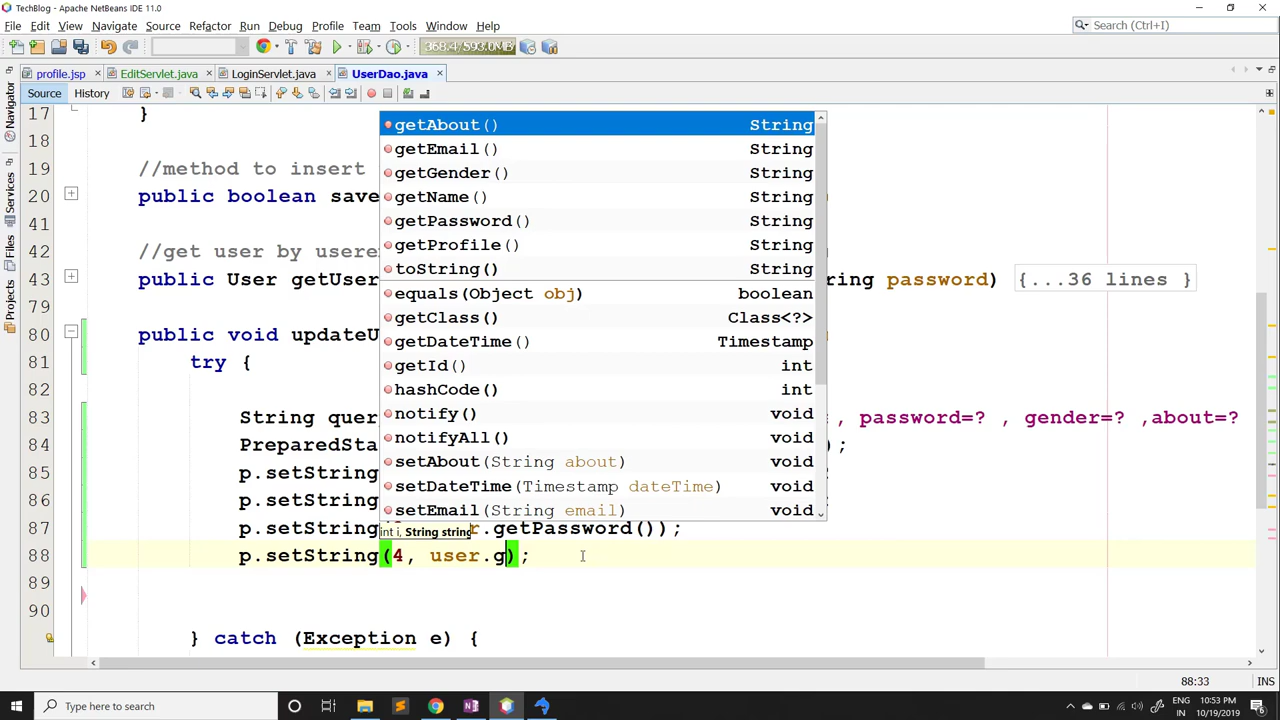 TechBlog - Apache NetBeans IDE 11.0
File Edit View Navigate Source Refactor Run Debug Profile Team Tools Window Help
Search (Ctrl+I)
368.4/593.0MB
profile.jsp EditServlet.java LoginServlet.java UserDao.java
Source History
Navigator
Services
Files
Projects
17 }
18
19 //method to insert
20 public boolean save
41
42 //get user by usere
43 public User getUser ring password) {...36 lines }
79
80 public void updateU
81 try {
82
83 String quer , password=? , gender=? ,about=?
84 PreparedSta );
85 p.setString ;
86 p.setString ;
87 p.setString r.getPassword());
88 p.setString(4, user.g);
89
90
} catch (Exception e) {
getAbout() String
getEmail() String
getGender() String
getName() String
getPassword() String
getProfile() String
toString() String
equals(Object obj) boolean
getClass() Class<?>
getDateTime() Timestamp
getId() int
hashCode() int
notify() void
notifyAll() void
setAbout(String about) void
setDateTime(Timestamp dateTime) void
setEmail(String email) void
int i, String string
88:33 INS
Type here to search
ENG
IN
10:53 PM
10/19/2019